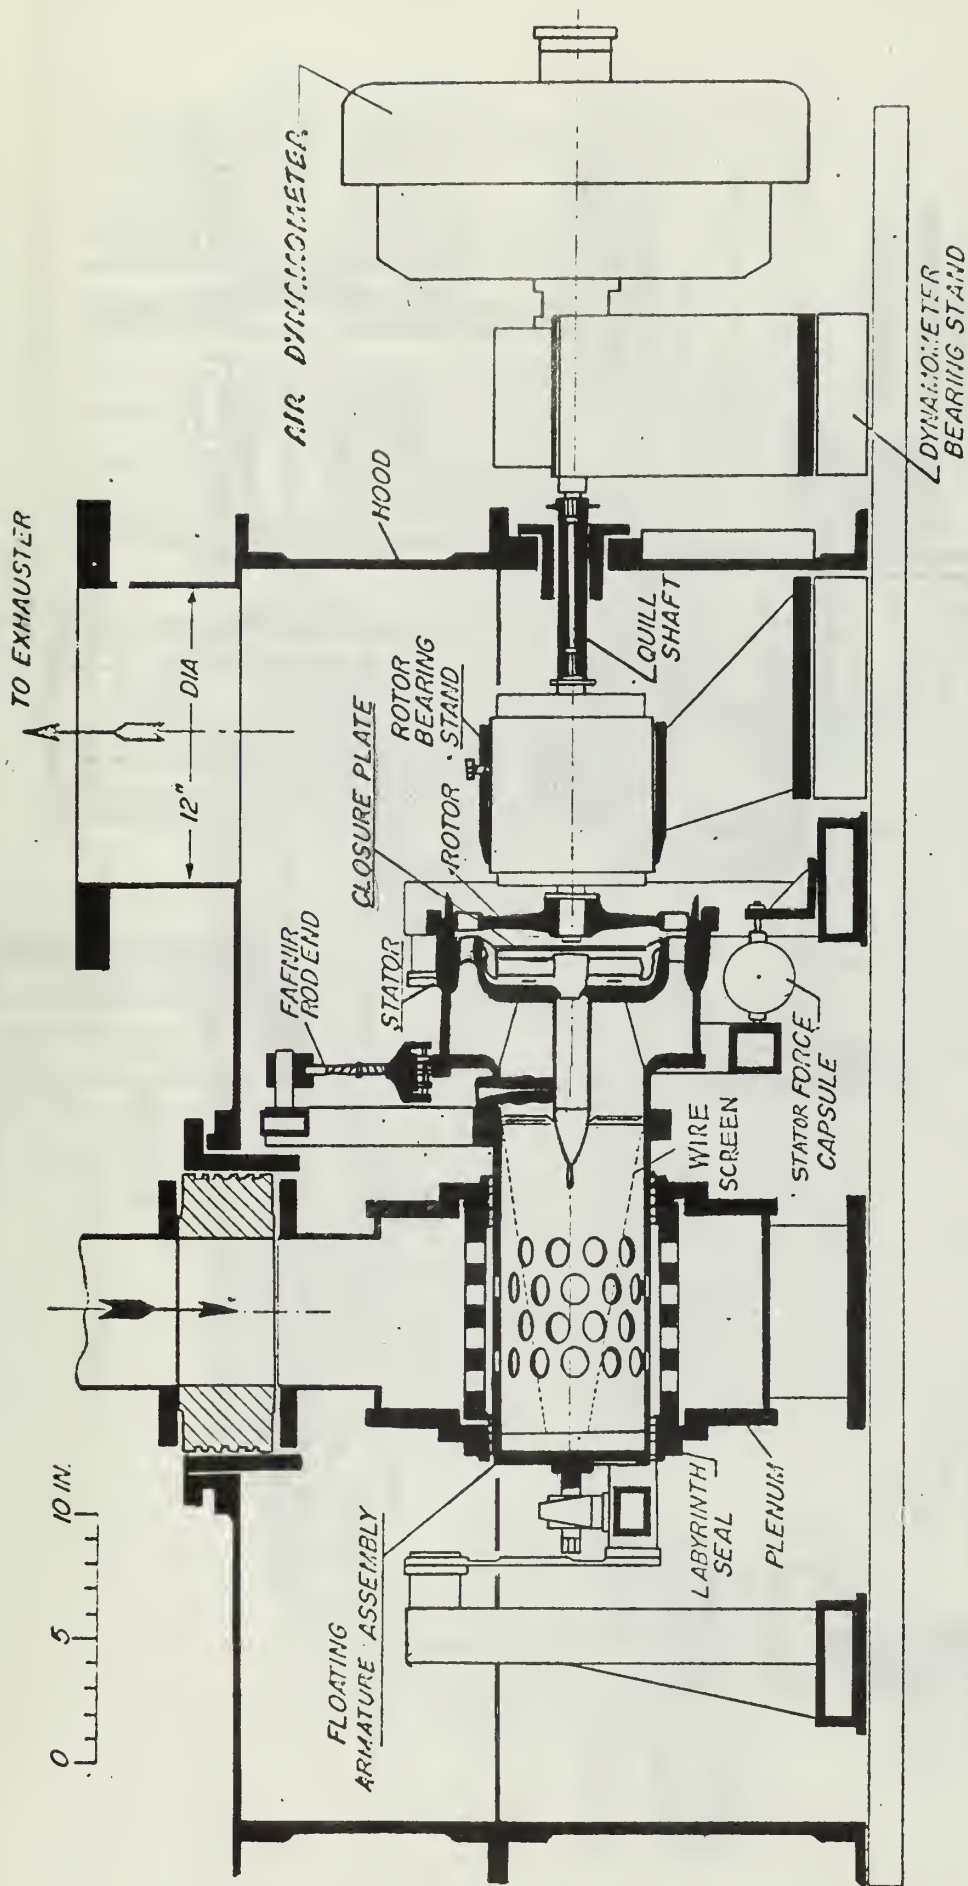 0 5 10 IN.
TO EXHAUSTER
12" DIA
AIR DYNAMOMETER
HOOD
FAFNIR
ROD END
STATOR
CLOSURE PLATE
ROTOR
ROTOR
BEARING
STAND
QUILL
SHAFT
DYNAMOMETER
BEARING STAND
FLOATING
ARMATURE ASSEMBLY
LABYRINTH
SEAL
PLENUM
WIRE
SCREEN
STATOR FORCE
CAPSULE